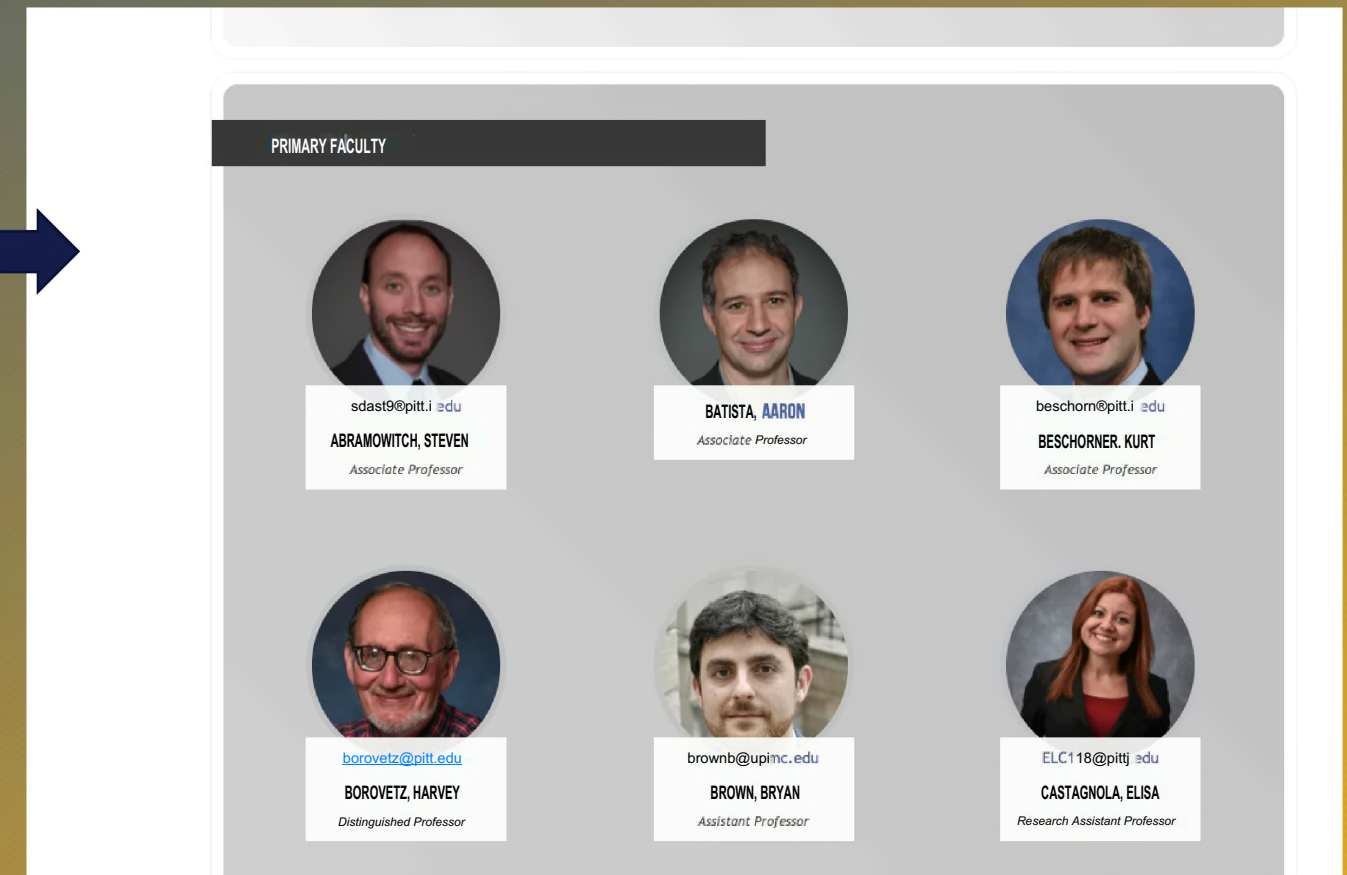 PRIMARY FACULTY
sdast9®pitt.i edu
ABRAMOWITCH, STEVEN
Associate Professor
BATISTA, AARON
Associate Professor
beschorn®pitt.i edu
BESCHORNER. KURT
Associate Professor
borovetz@pitt.edu
BOROVETZ, HARVEY
Distinguished Professor
brownb@upimc.edu
BROWN, BRYAN
Assistant Professor
ELC118@pittj edu
CASTAGNOLA, ELISA
Research Assistant Professor